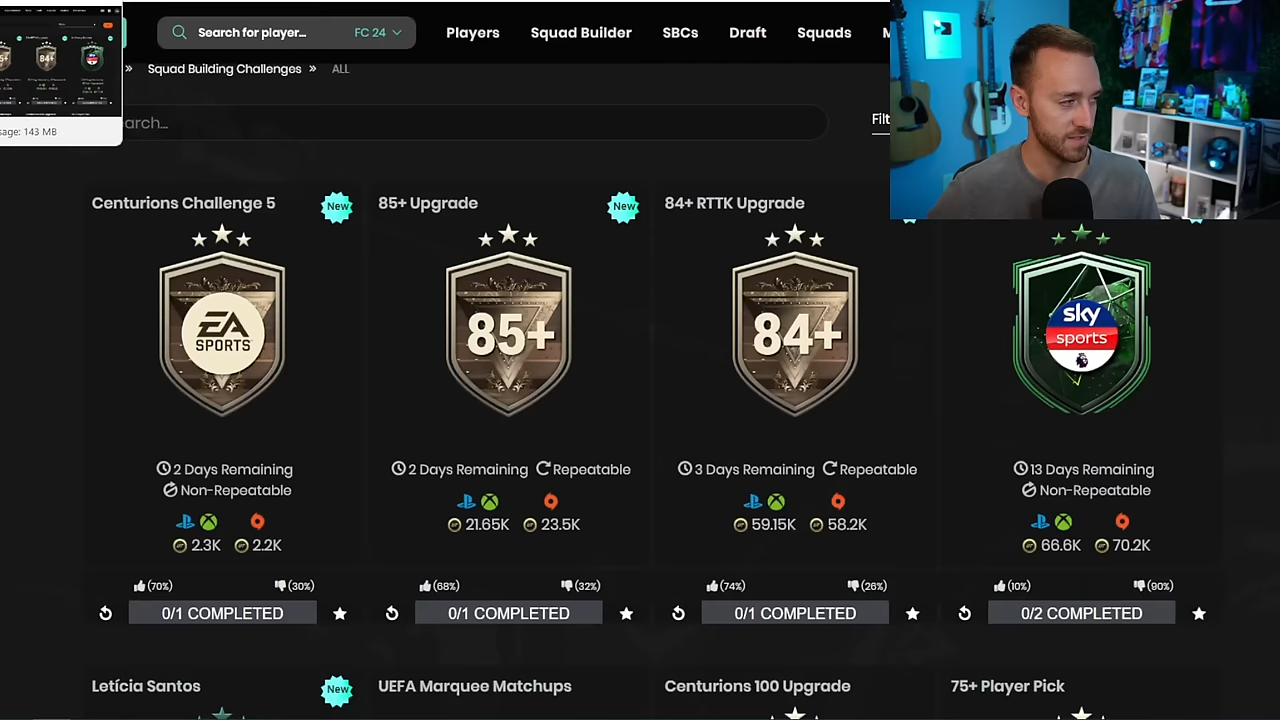 Search for player... FC 24
Players
Squad Builder
SBCs
Draft
Squads
M
» Squad Building Challenges » ALL
sage: 143 MB
arch...
Filt
Centurions Challenge 5
New
EA
SPORTS
2 Days Remaining
Non-Repeatable
2.3K 2.2K
(70%) (30%)
0/1 COMPLETED
85+ Upgrade
New
85+
2 Days Remaining Repeatable
21.65K 23.5K
(68%) (32%)
0/1 COMPLETED
84+ RTTK Upgrade
84+
3 Days Remaining Repeatable
59.15K 58.2K
(74%) (26%)
0/1 COMPLETED
sky
sports
13 Days Remaining
Non-Repeatable
66.6K 70.2K
(10%) (90%)
0/2 COMPLETED
Letícia Santos
New
UEFA Marquee Matchups
Centurions 100 Upgrade
75+ Player Pick